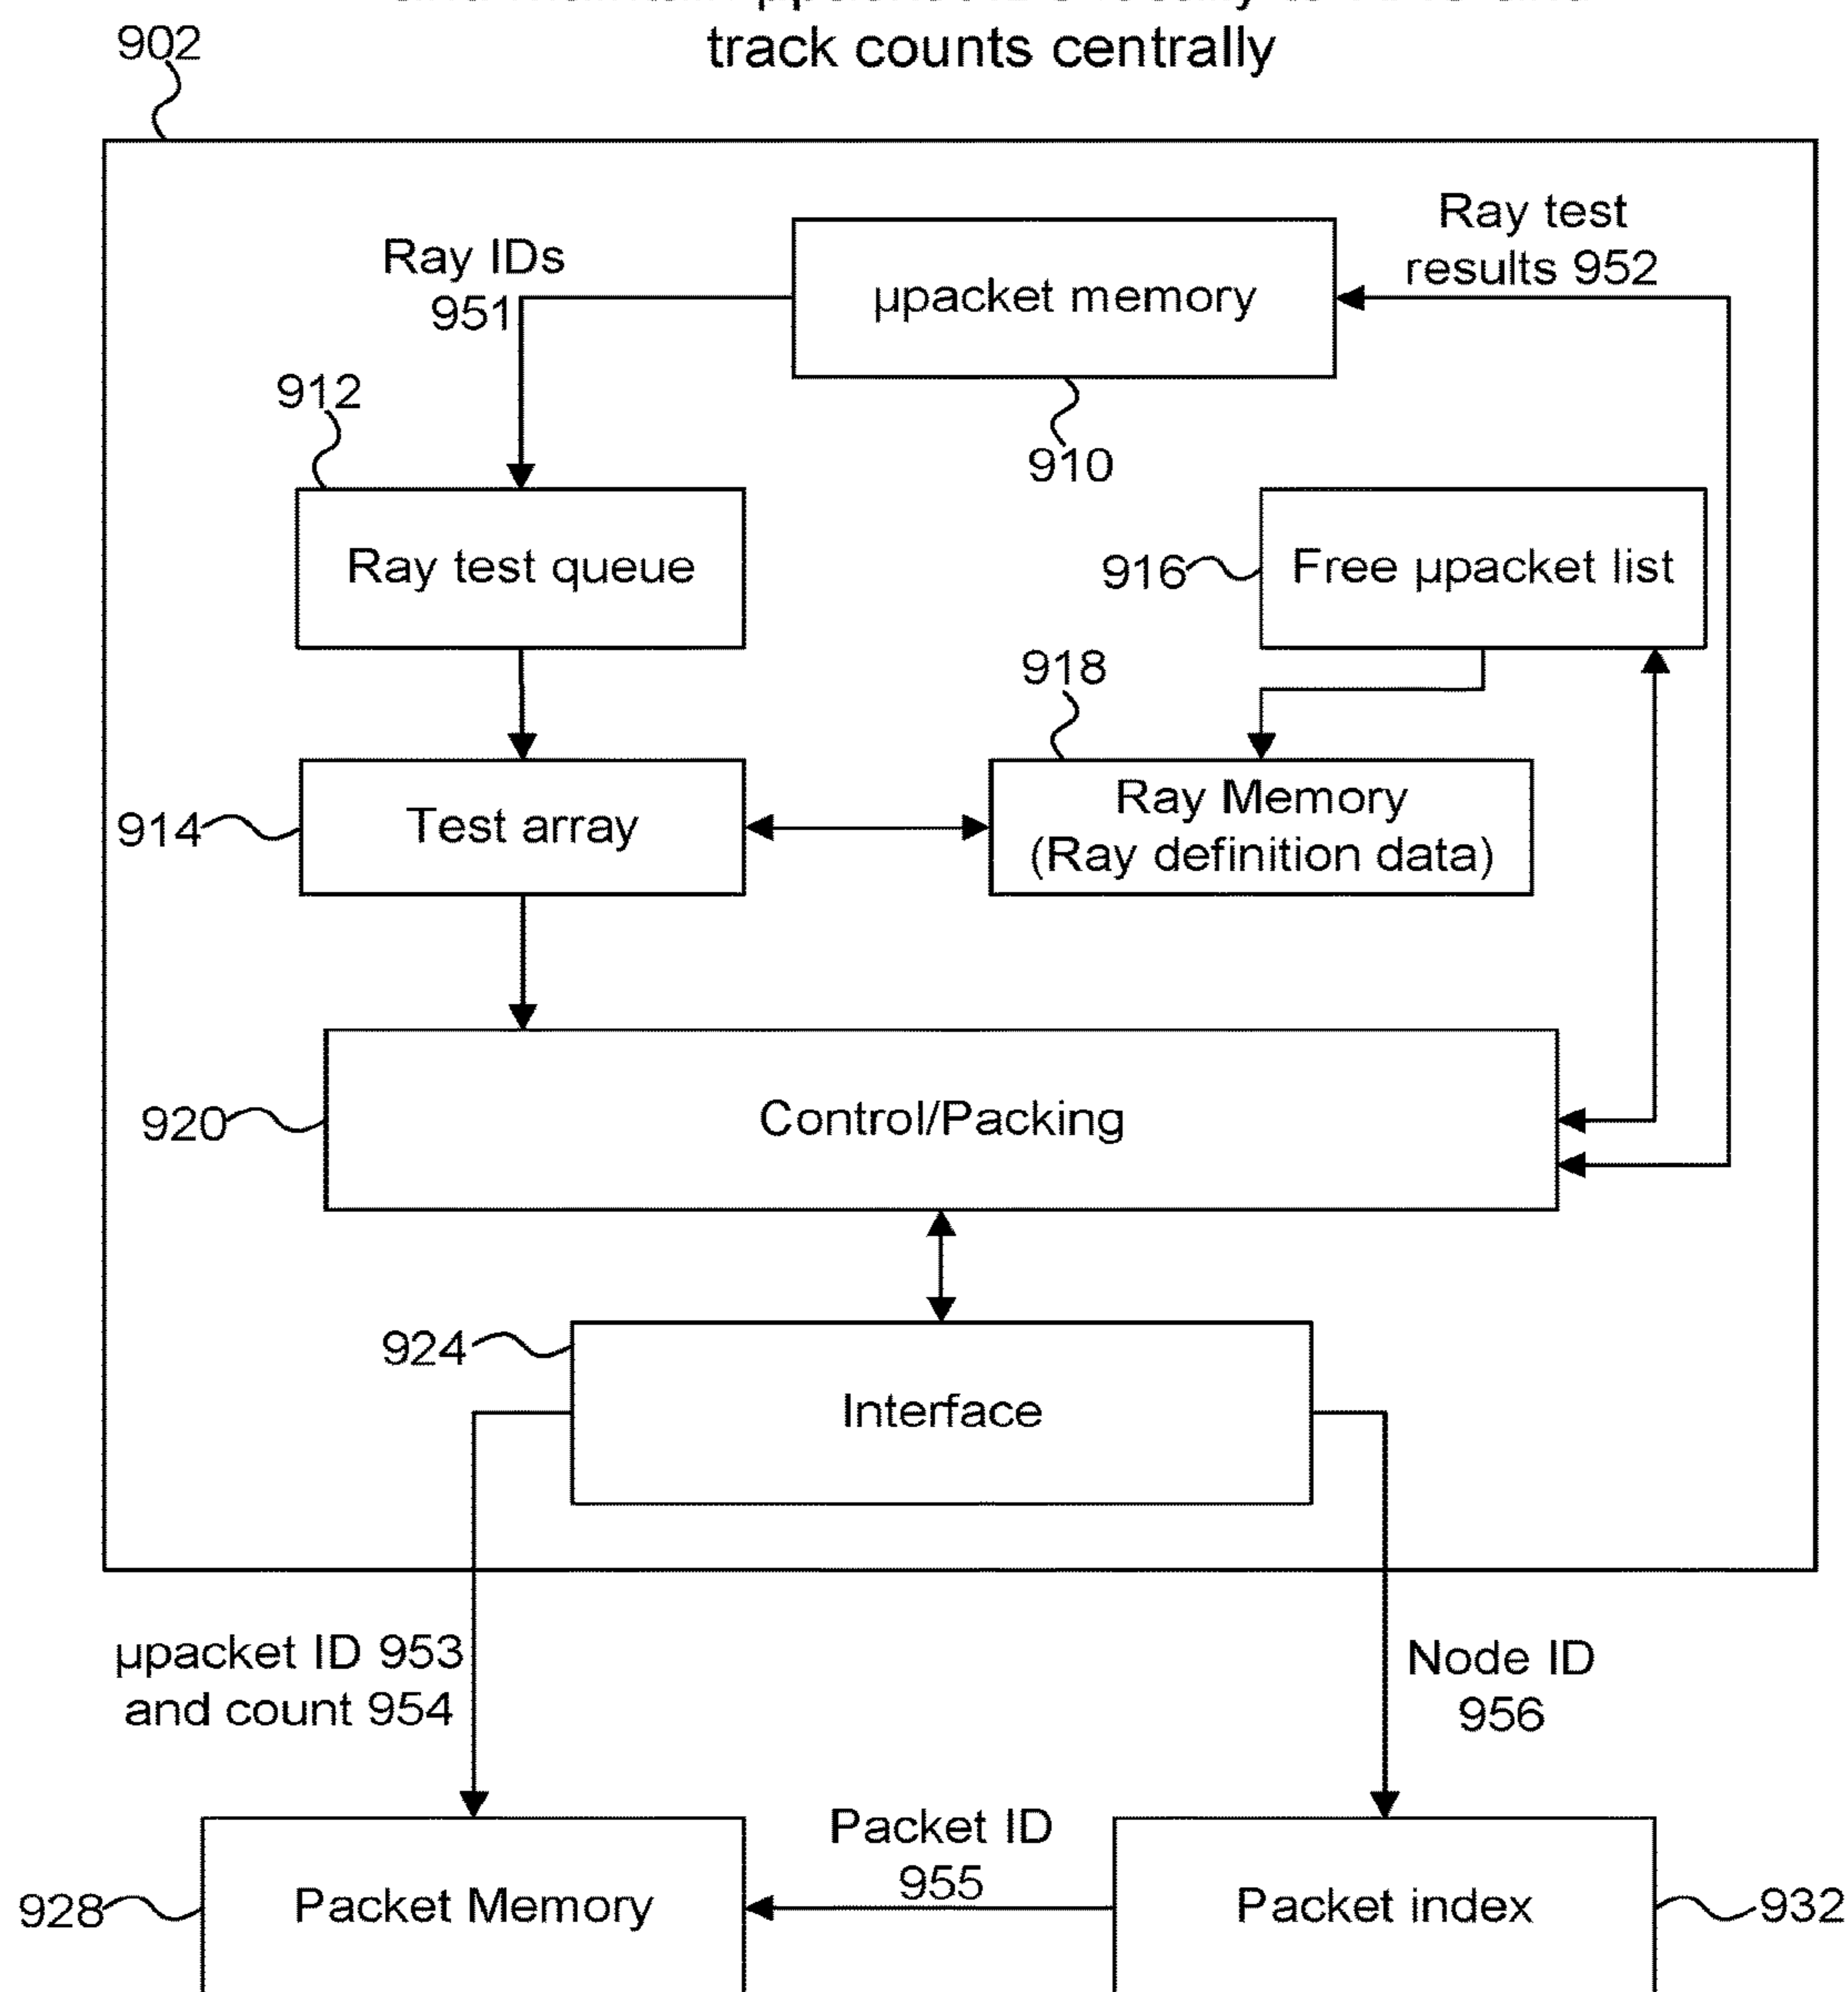 track counts centrally
902
Ray test
results 952
Ray IDs
951
µpacket memory
912
910
Ray test queue
916
Free µpacket list
918
914
Test array
Ray Memory
(Ray definition data)
920
Control/Packing
924
Interface
µpacket ID 953
and count 954
Node ID
956
Packet ID
955
928
Packet Memory
Packet index
932